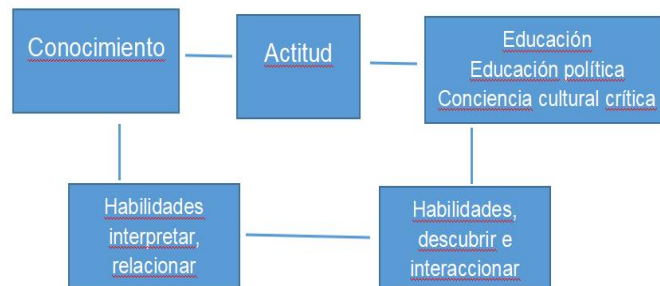 Conocimiento
Actitud
Educación
Educación política
Conciencia cultural crítica
Habilidades
interpretar,
relacionar
Habilidades,
descubrir e
interaccionar